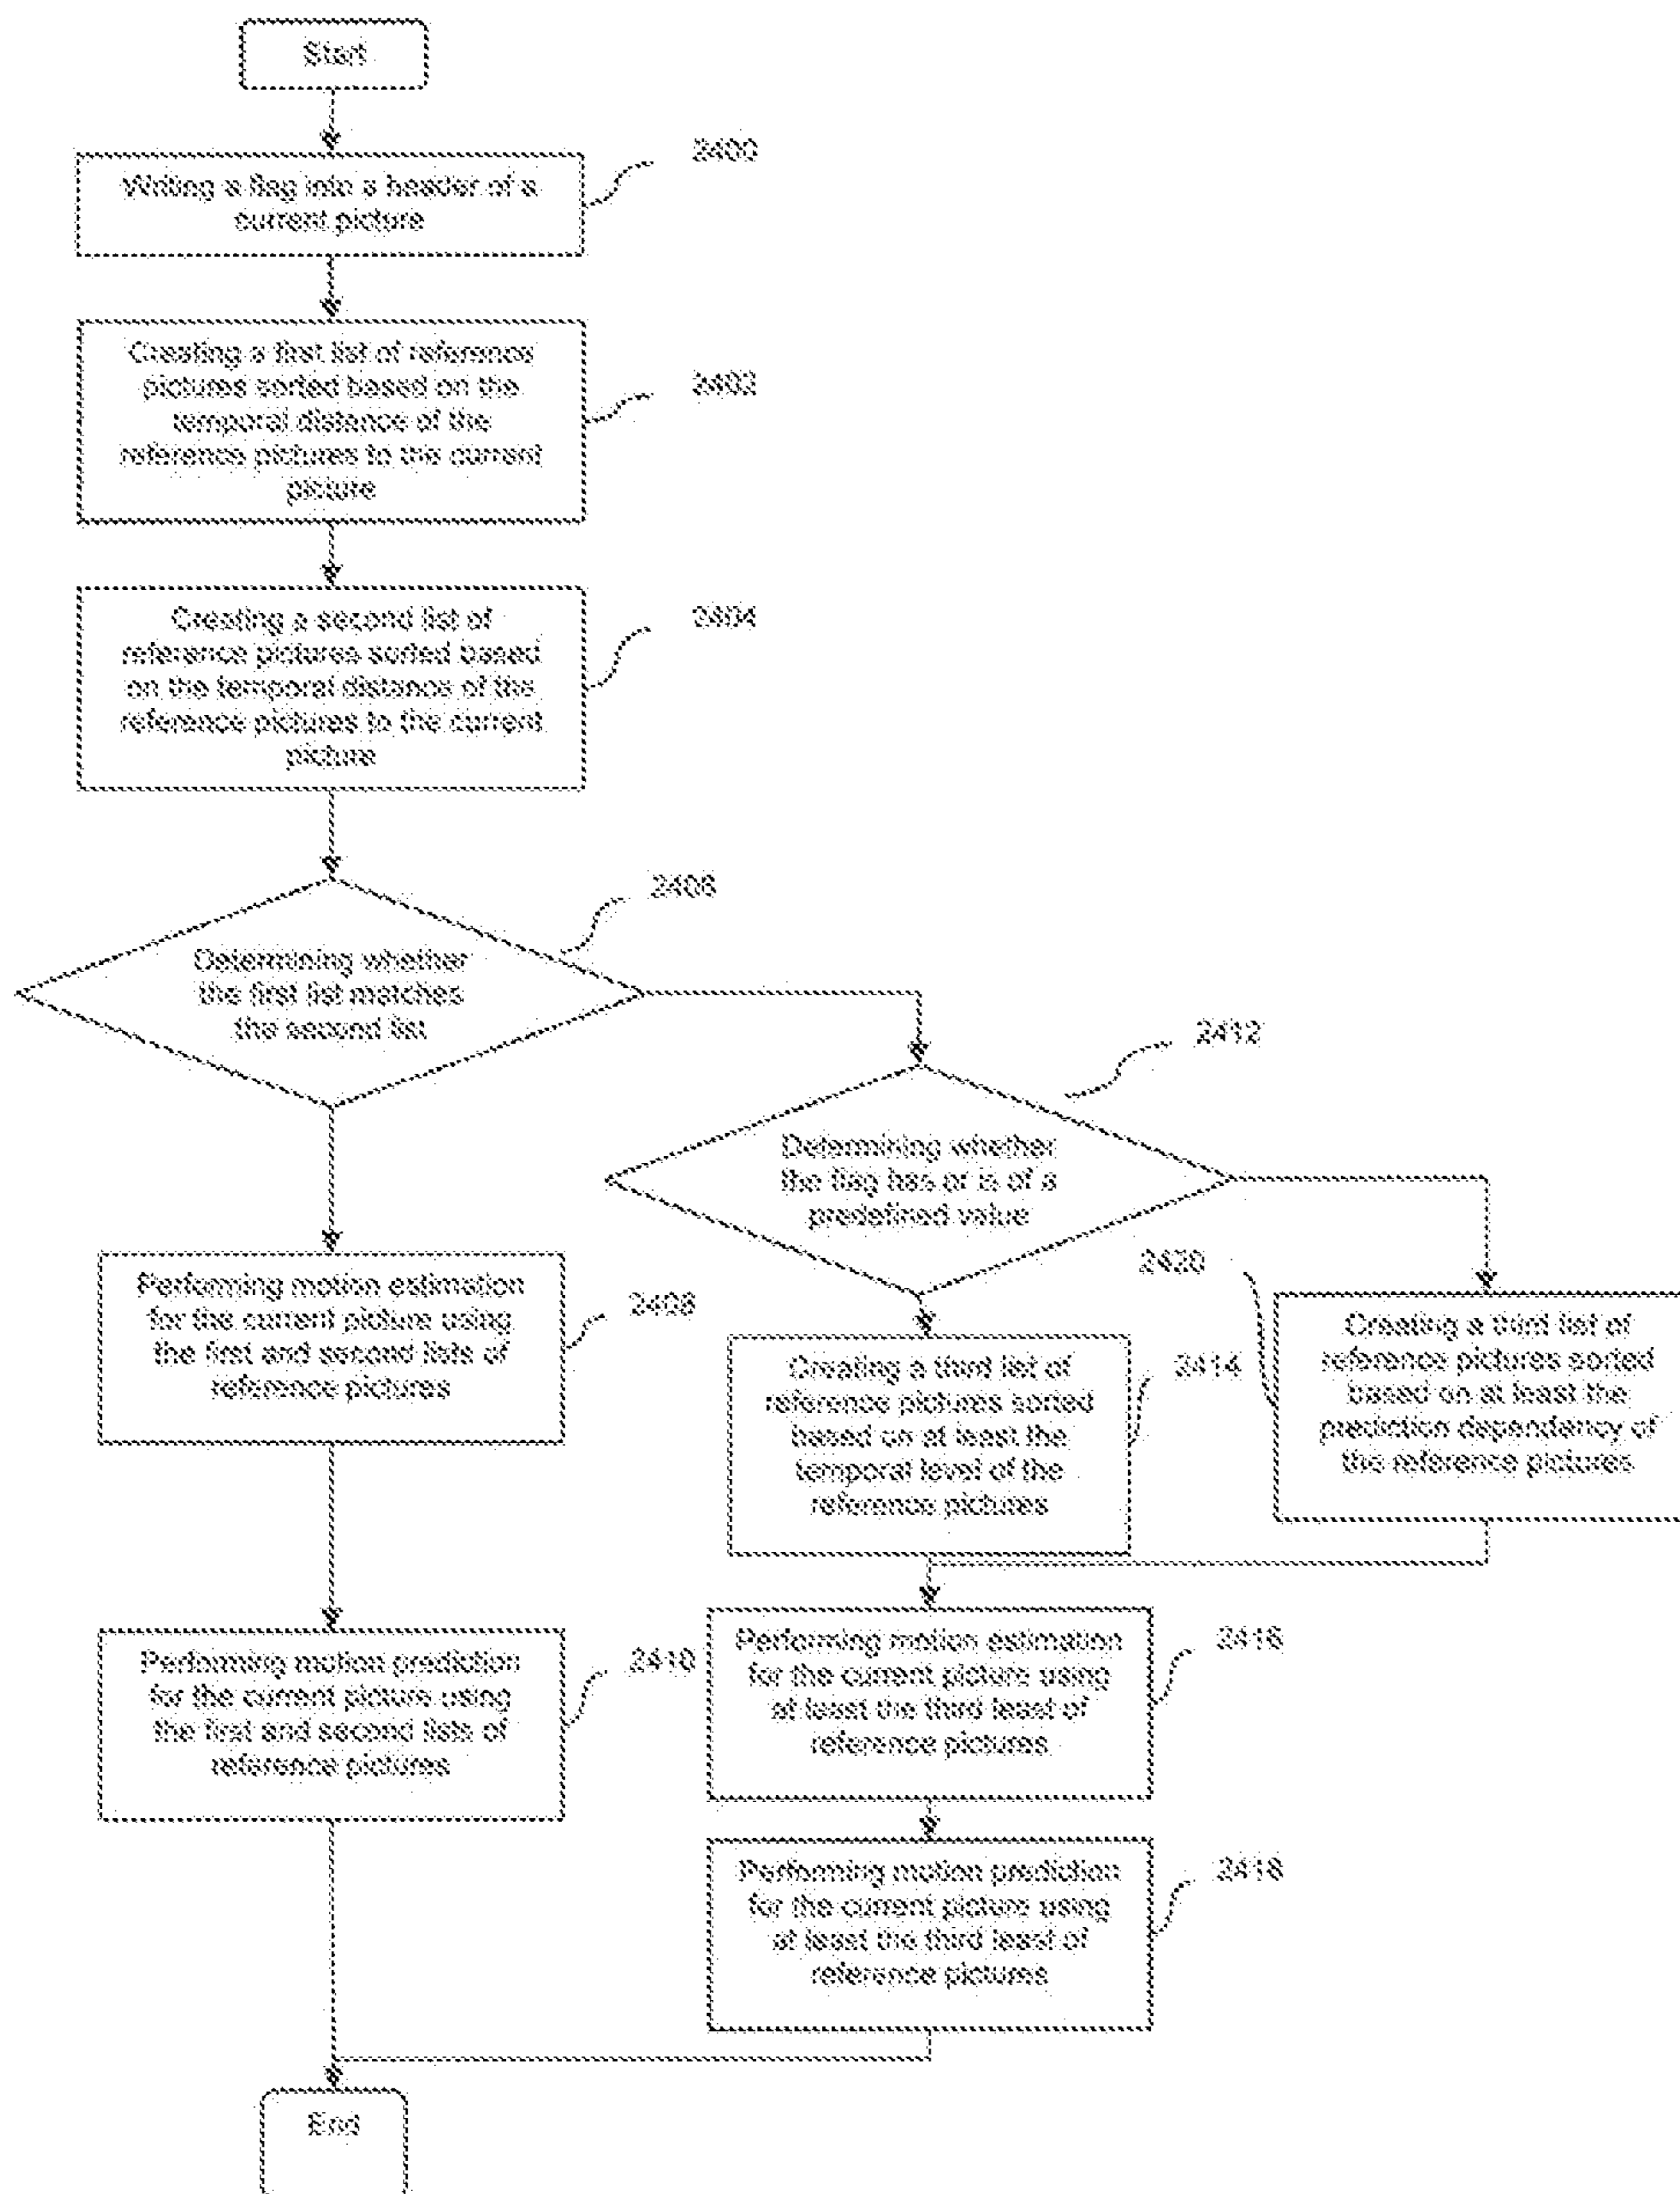 Start
2400
Writing a flag into a header of a
current picture
Creating a first list of reference
pictures sorted based on the
temporal distance of the
reference pictures to the current
picture
2402
Creating a second list of
reference pictures sorted based
on the temporal distance of the
reference pictures to the current
picture
2404
2406
Determining whether
the first list matches
the second list
2412
Determining whether
the flag has or is of a
predefined value
Performing motion estimation
for the current picture using
the first and second lists of
reference pictures
2408
2420
Creating a third list of
reference pictures sorted
based on at least the
temporal level of the
reference pictures
2414
Creating a third list of
reference pictures sorted
based on at least the
prediction dependency of
the reference pictures
Performing motion prediction
for the current picture using
the first and second lists of
reference pictures
2410
Performing motion estimation
for the current picture using
at least the third least of
reference pictures
2416
Performing motion prediction
for the current picture using
at least the third least of
reference pictures
2418
End